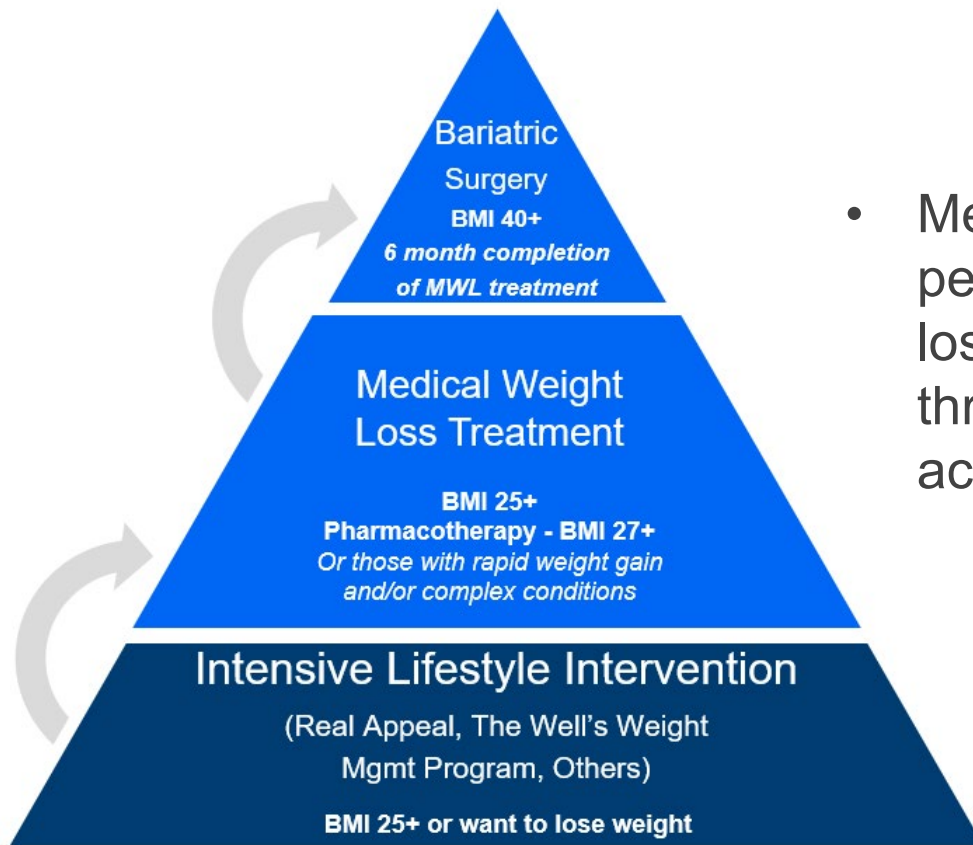 Bariatric
Surgery
BMI 40+
6 month completion
of MWL treatment
Medical Weight
Loss Treatment
BMI 25+
Pharmacotherapy - BMI 27+
Or those with rapid weight gain
and/or complex conditions
Intensive Lifestyle Intervention
(Real Appeal, The Well's Weight
Mgmt Program, Others)
BMI 25+ or want to lose weight